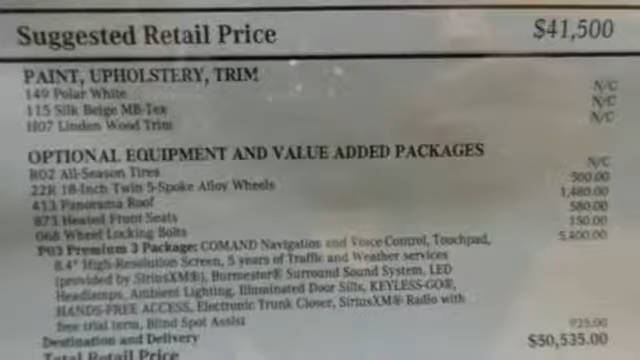 Suggested Retail Price $41,500
PAINT, UPHOLSTERY, TRIM
149 Polar White N/C
115 Silk Beige MB-Tex N/C
H07 Linden Wood Trim N/C
OPTIONAL EQUIPMENT AND VALUE ADDED PACKAGES
R02 All-Season Tires N/C
22R 18-Inch Twin 5-Spoke Alloy Wheels 500.00
413 Panorama Roof 1,480.00
873 Heated Front Seats 580.00
068 Wheel Locking Bolts 150.00
P03 Premium 3 Package: COMAND Navigation and Voice Control, Touchpad, 5,400.00
8.4" High-Resolution Screen, 5 years of Traffic and Weather services
(provided by SiriusXM®), Burmester® Surround Sound System, LED
Headlamps, Ambient Lighting, Illuminated Door Sills, KEYLESS-GO®,
HANDS-FREE ACCESS, Electronic Trunk Closer, SiriusXM® Radio with
free trial term, Blind Spot Assist
Destination and Delivery 925.00
Total Retail Price $50,535.00